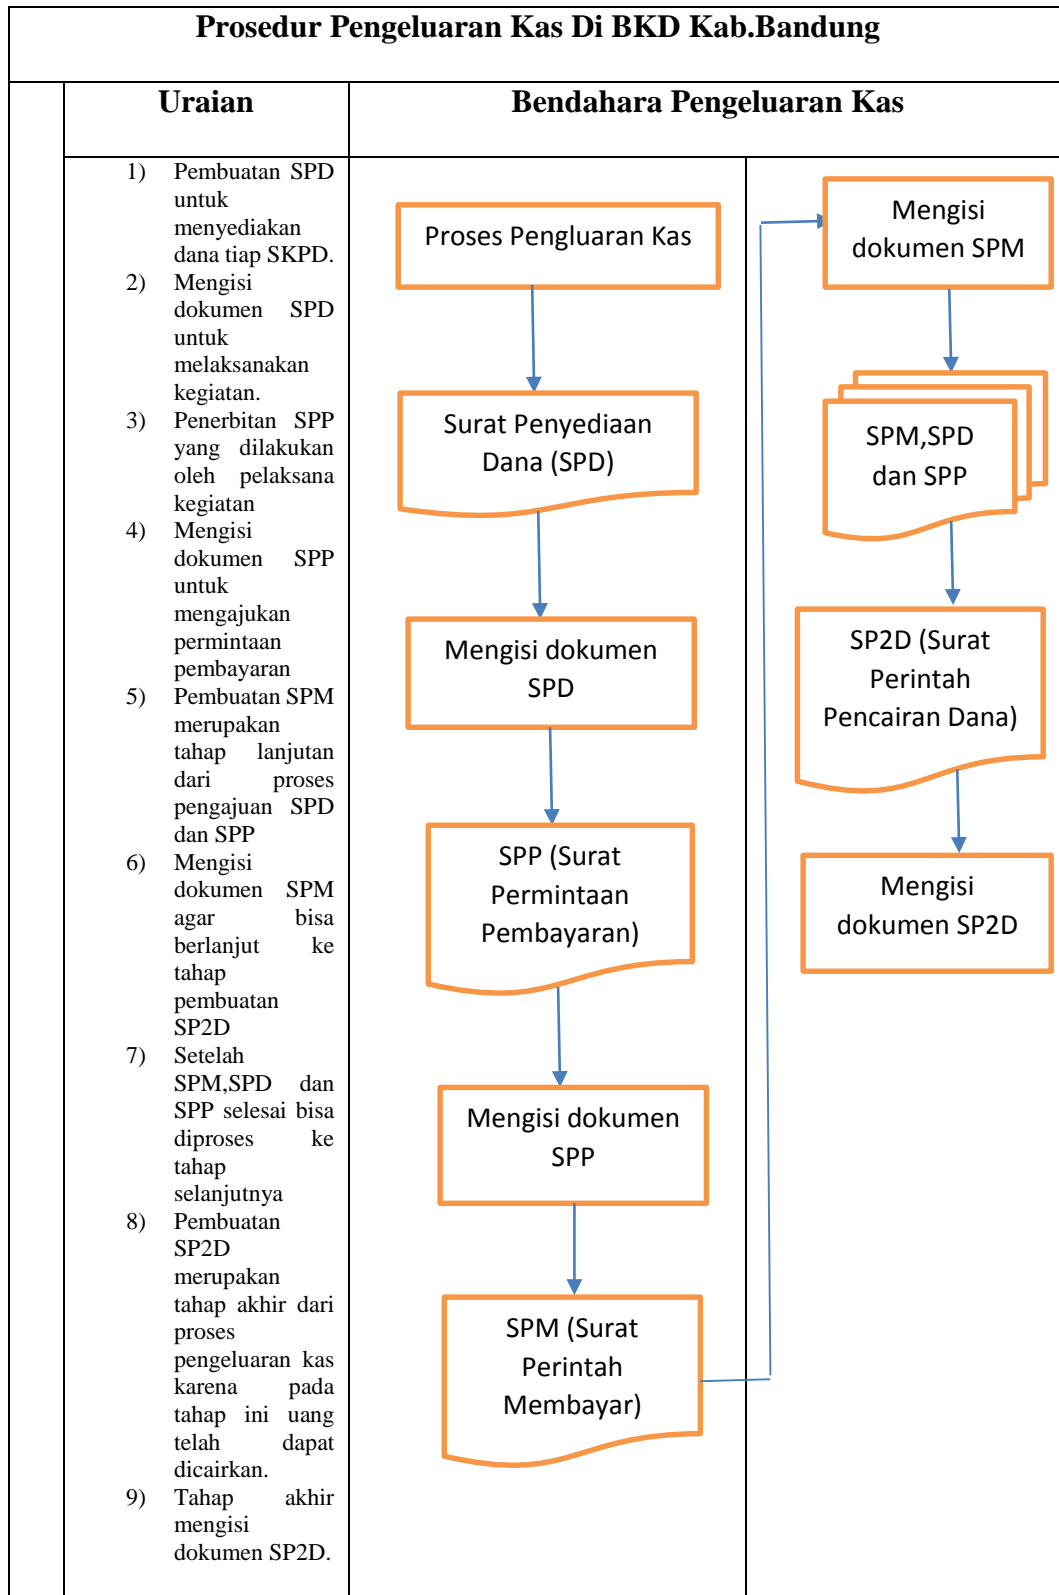 Prosedur Pengeluaran Kas Di BKD Kab.Bandung
Uraian
Bendahara Pengeluaran Kas
1) Pembuatan SPD
untuk
menyediakan
dana tiap SKPD.
2) Mengisi
dokumen SPD
untuk
melaksanakan
kegiatan.
3) Penerbitan SPP
yang dilakukan
oleh pelaksana
kegiatan
4) Mengisi
dokumen SPP
untuk
mengajukan
permintaan
pembayaran
5) Pembuatan SPM
merupakan
tahap lanjutan
dari proses
pengajuan SPD
dan SPP
6) Mengisi
dokumen SPM
agar bisa
berlanjut ke
tahap
pembuatan
SP2D
7) Setelah
SPM,SPD dan
SPP selesai bisa
diproses ke
tahap
selanjutnya
8) Pembuatan
SP2D
merupakan
tahap akhir dari
proses
pengeluaran kas
karena pada
tahap ini uang
telah dapat
dicairkan.
9) Tahap akhir
mengisi
dokumen SP2D.
Proses Pengluaran Kas
Surat Penyediaan
Dana (SPD)
Mengisi dokumen
SPD
SPP (Surat
Permintaan
Pembayaran)
Mengisi dokumen
SPP
SPM (Surat
Perintah
Membayar)
Mengisi
dokumen SPM
SPM,SPD
dan SPP
SP2D (Surat
Perintah
Pencairan Dana)
Mengisi
dokumen SP2D